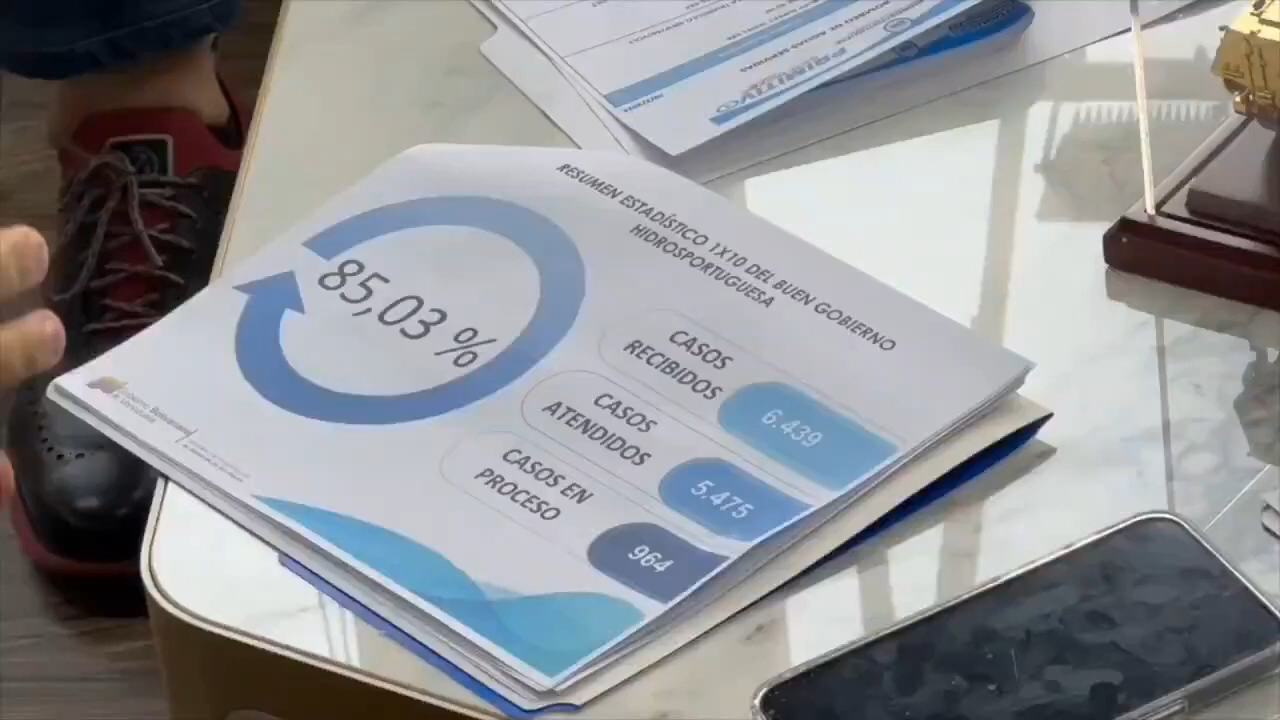 RESUMEN ESTADÍSTICO 1X10 DEL BUEN GOBIERNO
HIDROSPORTUGUESA
85,03 %
CASOS
RECIBIDOS
6.439
CASOS
ATENDIDOS
5.475
CASOS EN
PROCESO
964